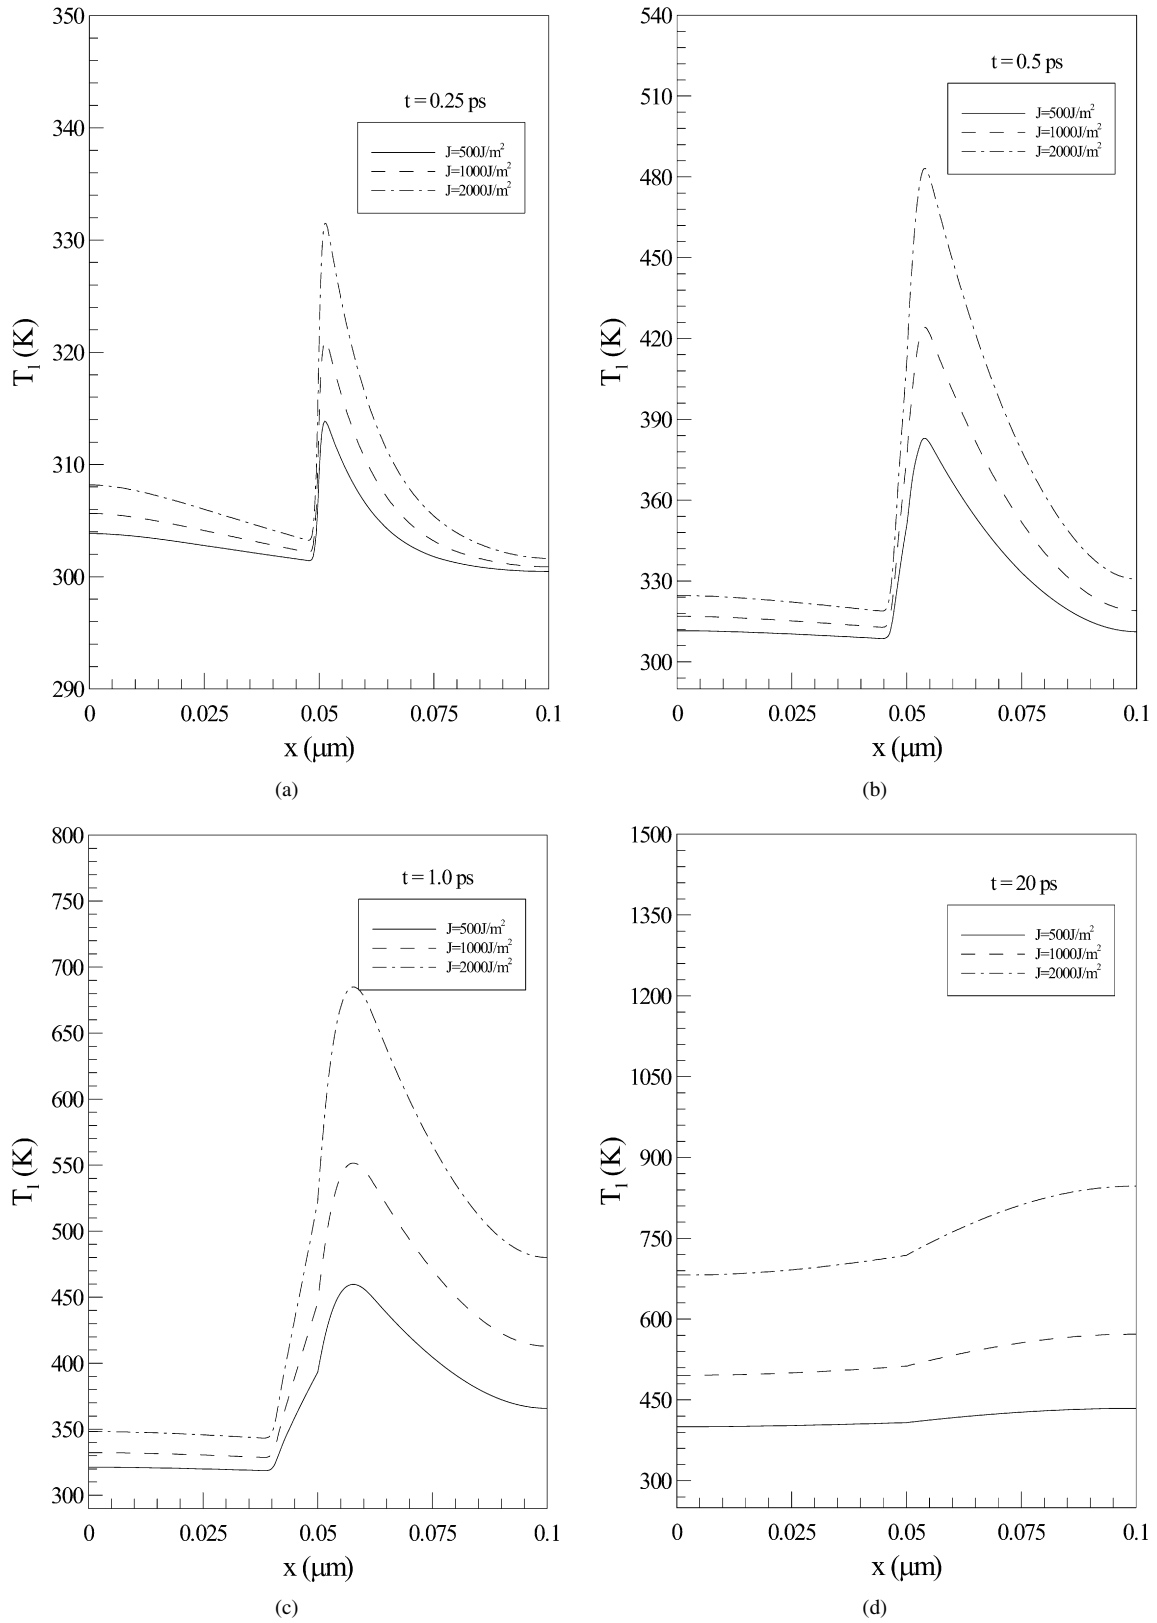 350
340
330
320
310
300
290
T_l (K)
t = 0.25 ps
J=500J/m²
J=1000J/m²
J=2000J/m²
0 0.025 0.05 0.075 0.1
x (μm)
(a)
540
510
480
450
420
390
360
330
300
T_l (K)
t = 0.5 ps
J=500J/m²
J=1000J/m²
J=2000J/m²
0 0.025 0.05 0.075 0.1
x (μm)
(b)
800
750
700
650
600
550
500
450
400
350
300
T_l (K)
t = 1.0 ps
J=500J/m²
J=1000J/m²
J=2000J/m²
0 0.025 0.05 0.075 0.1
x (μm)
(c)
1500
1350
1200
1050
900
750
600
450
300
T_l (K)
t = 20 ps
J=500J/m²
J=1000J/m²
J=2000J/m²
0 0.025 0.05 0.075 0.1
x (μm)
(d)